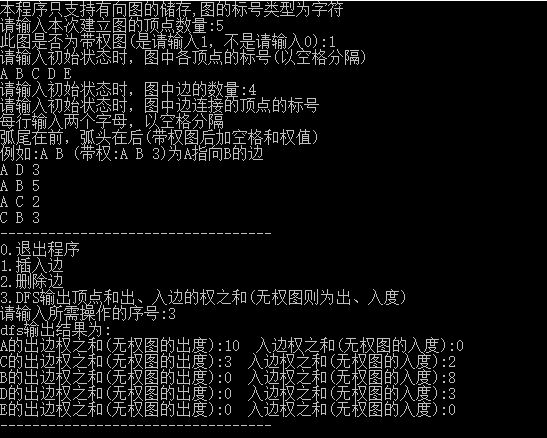 本程序只支持有向图的储存,图的标号类型为字符
请输入本次建立图的顶点数量:5
此图是否为带权图(是请输入1, 不是请输入0):1
请输入初始状态时, 图中各顶点的标号(以空格分隔)
A B C D E
请输入初始状态时, 图中边的数量:4
请输入初始状态时, 图中边连接的顶点的标号
每行输入两个字母, 以空格分隔
弧尾在前, 弧头在后(带权图后加空格和权值)
例如:A B (带权:A B 3)为A指向B的边
A D 3
A B 5
A C 2
C B 3
----------------------------------
0.退出程序
1.插入边
2.删除边
3.DFS输出顶点和出、入边的权之和(无权图则为出、入度)
请输入所需操作的序号:3
dfs输出结果为:
A的出边权之和(无权图的出度):10 入边权之和(无权图的入度):0
C的出边权之和(无权图的出度):3 入边权之和(无权图的入度):2
B的出边权之和(无权图的出度):0 入边权之和(无权图的入度):8
D的出边权之和(无权图的出度):0 入边权之和(无权图的入度):3
E的出边权之和(无权图的出度):0 入边权之和(无权图的入度):0
----------------------------------